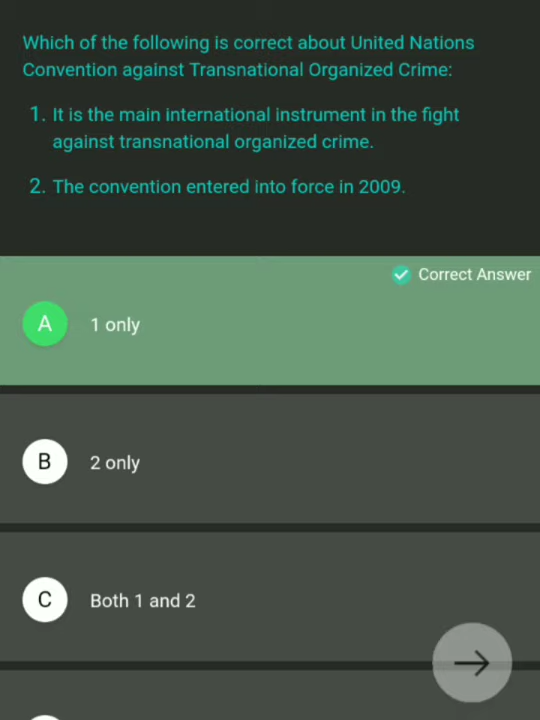 Which of the following is correct about United Nations
Convention against Transnational Organized Crime:
1. It is the main international instrument in the fight
against transnational organized crime.
2. The convention entered into force in 2009.
Correct Answer
A 1 only
B 2 only
C Both 1 and 2